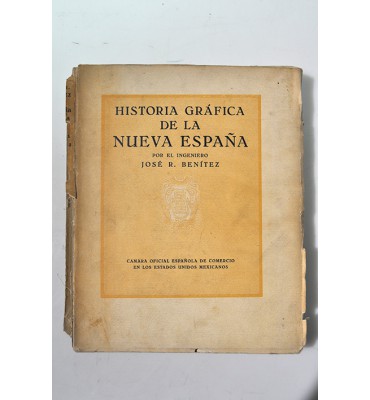 HISTORIA GRÁFICA
DE LA
NUEVA ESPAÑA
POR EL INGENIERO
JOSÉ R. BENÍTEZ
CAMARA OFICIAL ESPAÑOLA DE COMERCIO
EN LOS ESTADOS UNIDOS MEXICANOS